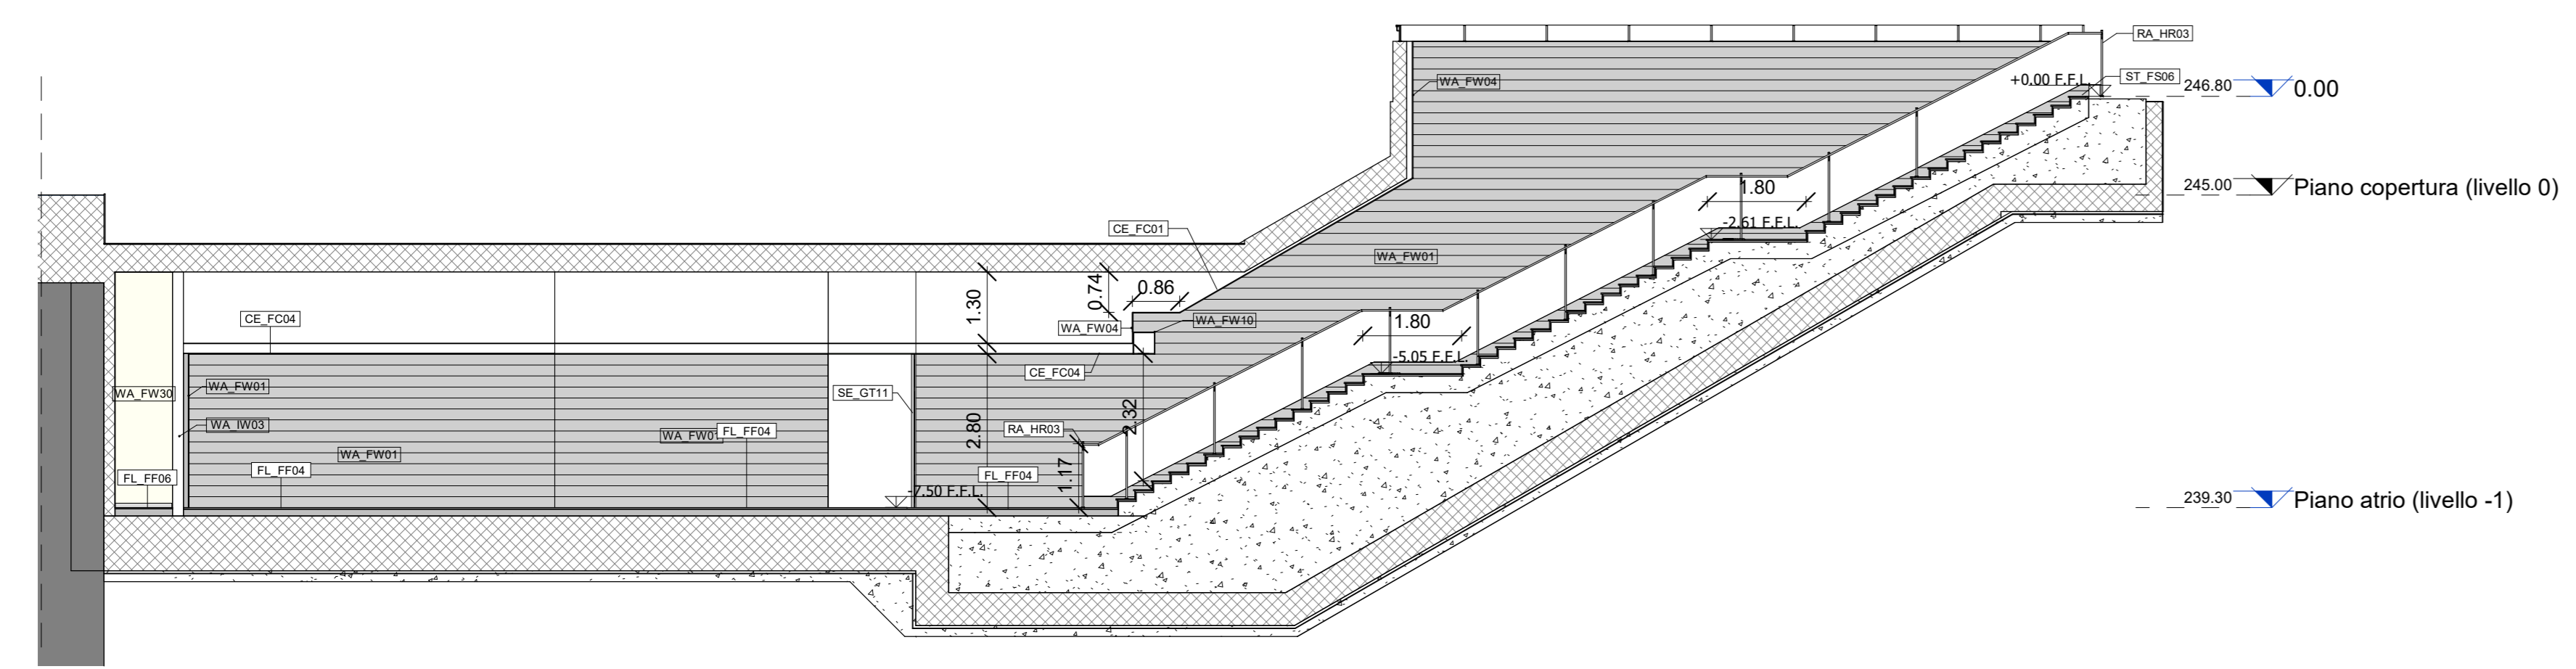 RA_HR03
+0.00 F.F.L.
ST_FS06
WA_FW04
246.80
0.00
245.00
Piano copertura (livello 0)
1.80
-2.61 F.F.L.
CE_FC01
WA_FW01
0.74
0.86
1.30
CE_FC04
WA_FW04
WA_FW10
1.80
-5.05 F.F.L.
CE_FC04
WA_FW30
WA_FW01
SE_GT11
2.32
WA_IW03
WA_FW01
FL_FF04
2.80
RA_HR03
WA_FW01
FL_FF06
FL_FF04
FL_FF04
1.17
-7.50 F.F.L.
239.30
Piano atrio (livello -1)